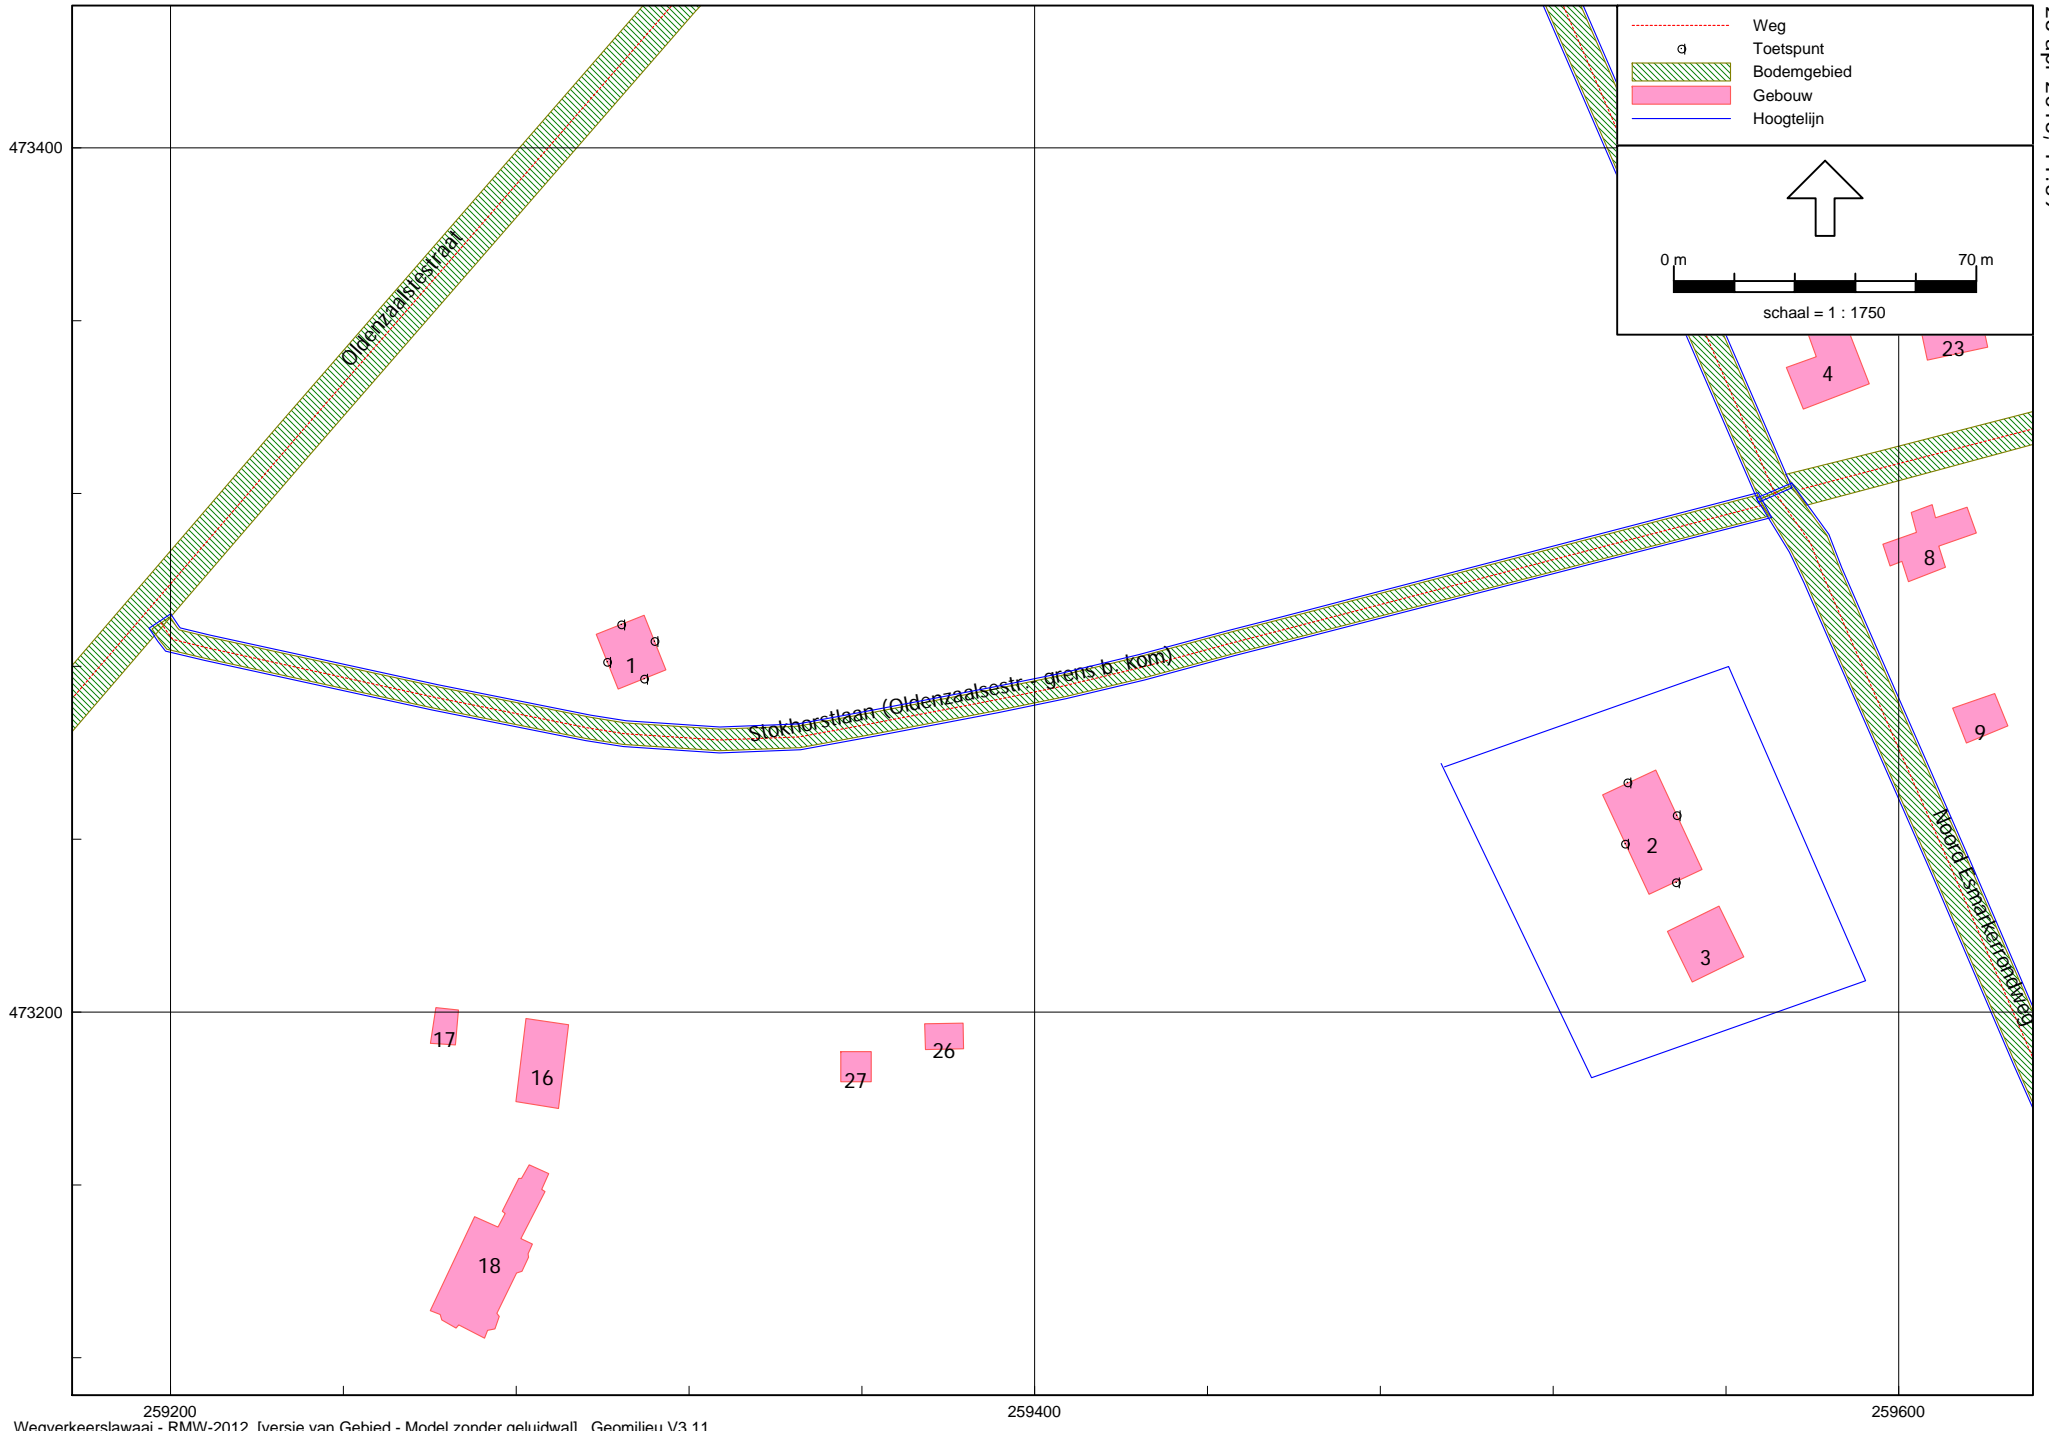 Weg
Toetspunt
Bodemgebied
Gebouw
Hoogtelijn
473400
0 m 70 m
schaal = 1 : 1750
Oldenzaalstestraat
23
4
8
1
Stokhorstlaan (Oldenzaalsestr. - grens b. kom)
9
2
Noord Esmarkerrondweg
3
473200
17
16
26
27
18
259200 259400 259600
Wegverkeerslawaai - RMW-2012, [versie van Gebied - Model zonder geluidwal] , Geomilieu V3.11